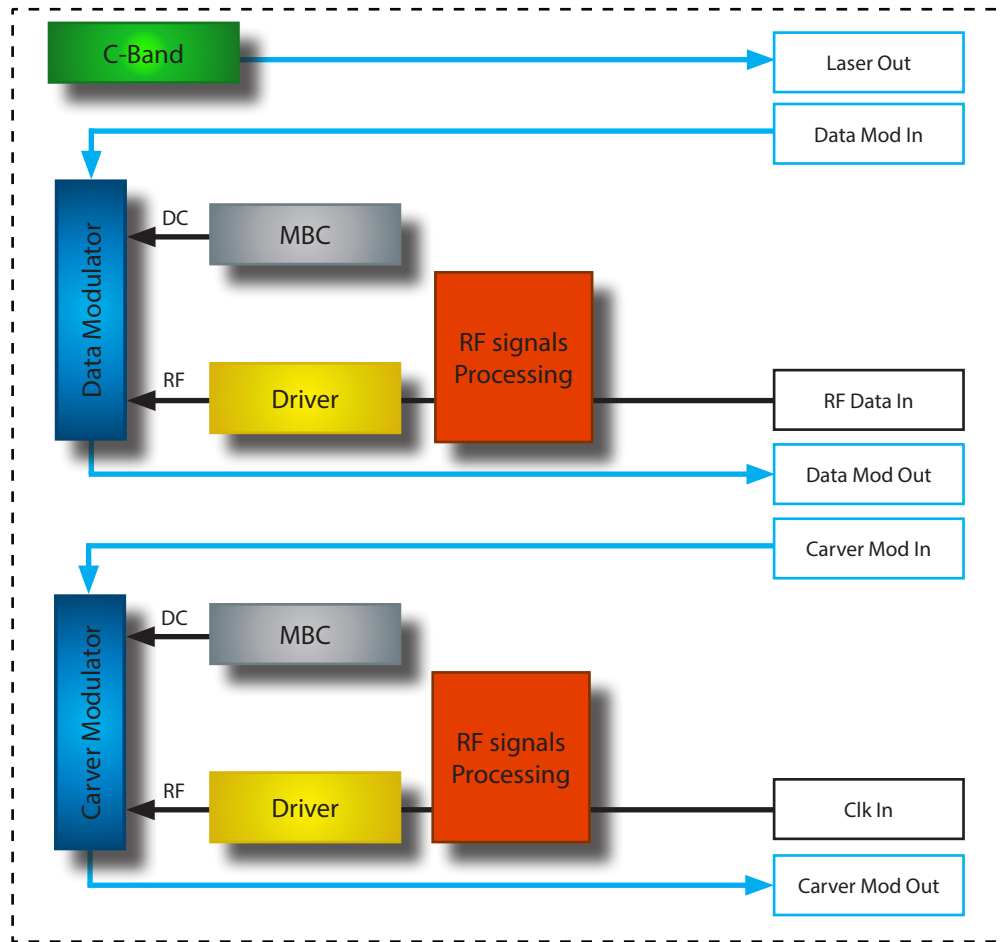 C-Band
Laser Out
Data Mod In
Data Modulator
DC
MBC
RF signals
Processing
RF
Driver
RF Data In
Data Mod Out
Carver Mod In
Carver Modulator
DC
MBC
RF signals
Processing
RF
Driver
Clk In
Carver Mod Out